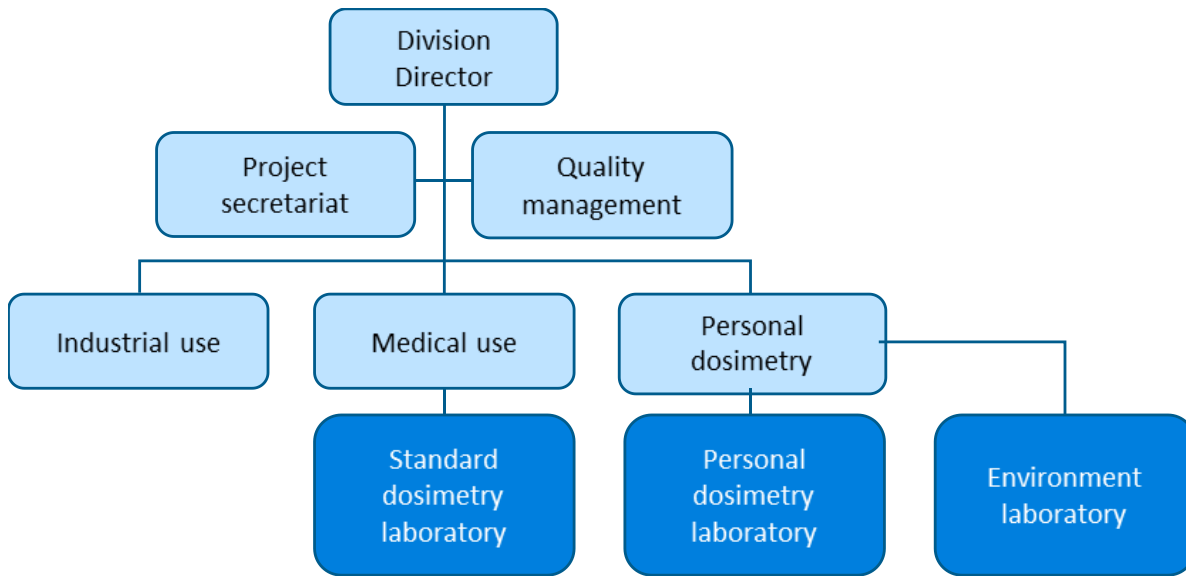 Division
Director
Project
secretariat
Quality
management
Industrial use
Medical use
Personal
dosimetry
Standard
dosimetry
laboratory
Personal
dosimetry
laboratory
Environment
laboratory